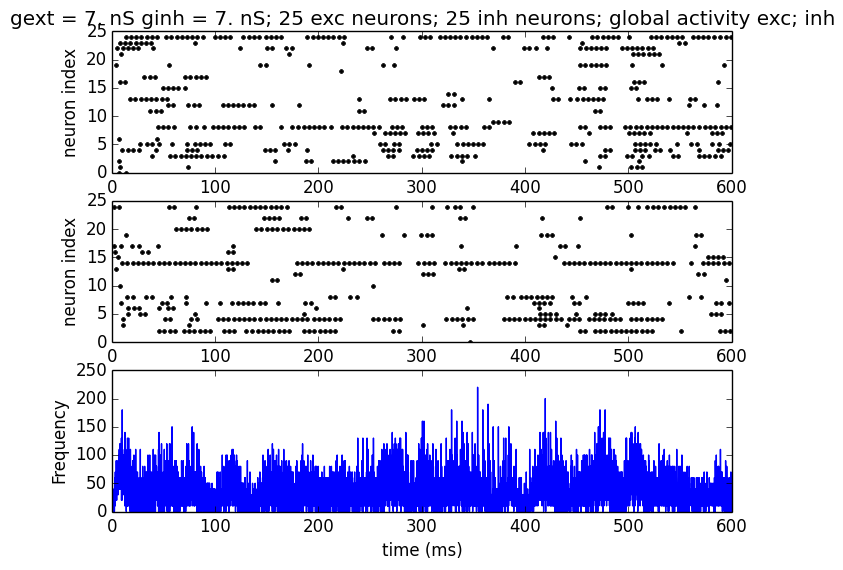 gext = 7. nS ginh = 7. nS; 25 exc neurons; 25 inh neurons; global activity exc; inh
25
20
15
10
5
0
neuron index
0 100 200 300 400 500 600
25
20
15
10
5
0
neuron index
0 100 200 300 400 500 600
250
200
150
100
50
0
Frequency
0 100 200 300 400 500 600
time (ms)